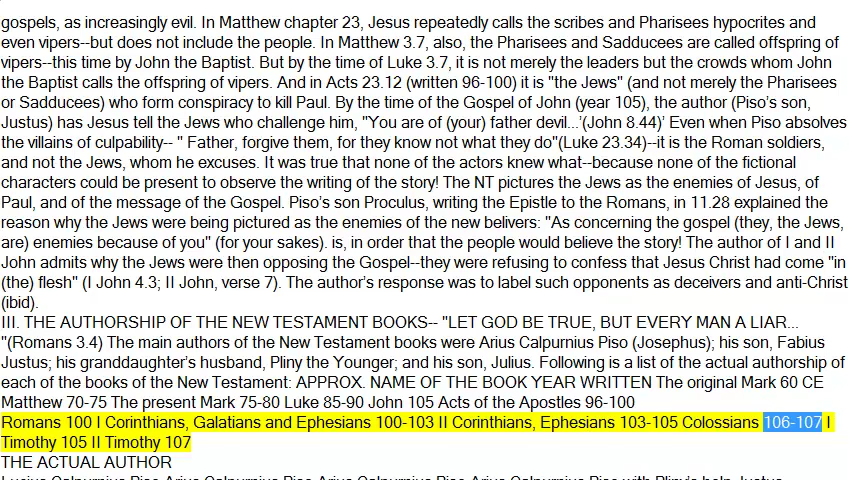 gospels, as increasingly evil. In Matthew chapter 23, Jesus repeatedly calls the scribes and Pharisees hypocrites and
even vipers--but does not include the people. In Matthew 3.7, also, the Pharisees and Sadducees are called offspring of
vipers--this time by John the Baptist. But by the time of Luke 3.7, it is not merely the leaders but the crowds whom John
the Baptist calls the offspring of vipers. And in Acts 23.12 (written 96-100) it is "the Jews" (and not merely the Pharisees
or Sadducees) who form conspiracy to kill Paul. By the time of the Gospel of John (year 105), the author (Piso's son,
Justus) has Jesus tell the Jews who challenge him, "You are of (your) father devil...'(John 8.44)' Even when Piso absolves
the villains of culpability-- " Father, forgive them, for they know not what they do"(Luke 23.34)--it is the Roman soldiers,
and not the Jews, whom he excuses. It was true that none of the actors knew what--because none of the fictional
characters could be present to observe the writing of the story! The NT pictures the Jews as the enemies of Jesus, of
Paul, and of the message of the Gospel. Piso's son Proculus, writing the Epistle to the Romans, in 11.28 explained the
reason why the Jews were being pictured as the enemies of the new belivers: "As concerning the gospel (they, the Jews,
are) enemies because of you" (for your sakes). is, in order that the people would believe the story! The author of I and II
John admits why the Jews were then opposing the Gospel--they were refusing to confess that Jesus Christ had come "in
(the) flesh" (I John 4.3; II John, verse 7). The author's response was to label such opponents as deceivers and anti-Christ
(ibid).
III. THE AUTHORSHIP OF THE NEW TESTAMENT BOOKS-- "LET GOD BE TRUE, BUT EVERY MAN A LIAR...
"(Romans 3.4) The main authors of the New Testament books were Arius Calpurnius Piso (Josephus); his son, Fabius
Justus; his granddaughter's husband, Pliny the Younger; and his son, Julius. Following is a list of the actual authorship of
each of the books of the New Testament: APPROX. NAME OF THE BOOK YEAR WRITTEN The original Mark 60 CE
Matthew 70-75 The present Mark 75-80 Luke 85-90 John 105 Acts of the Apostles 96-100
Romans 100 I Corinthians, Galatians and Ephesians 100-103 II Corinthians, Ephesians 103-105 Colossians 106-107 I
Timothy 105 II Timothy 107
THE ACTUAL AUTHOR